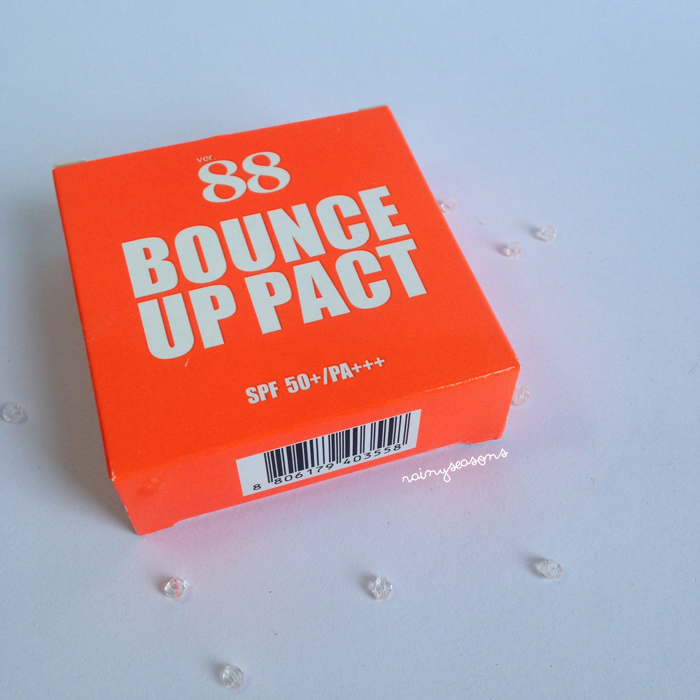 ver.
88
BOUNCE
UP PACT
SPF 50+/PA+++
8 806179 403558
rainyseasons